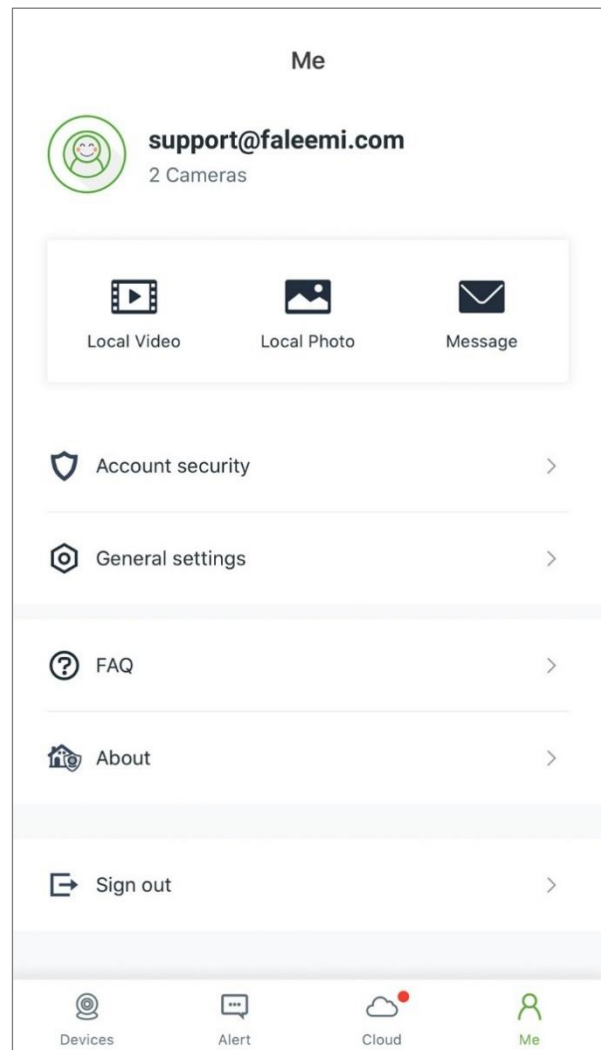 Me
support@faleemi.com
2 Cameras
Local Video
Local Photo
Message
Account security
General settings
FAQ
About
Sign out
Devices
Alert
Cloud
Me